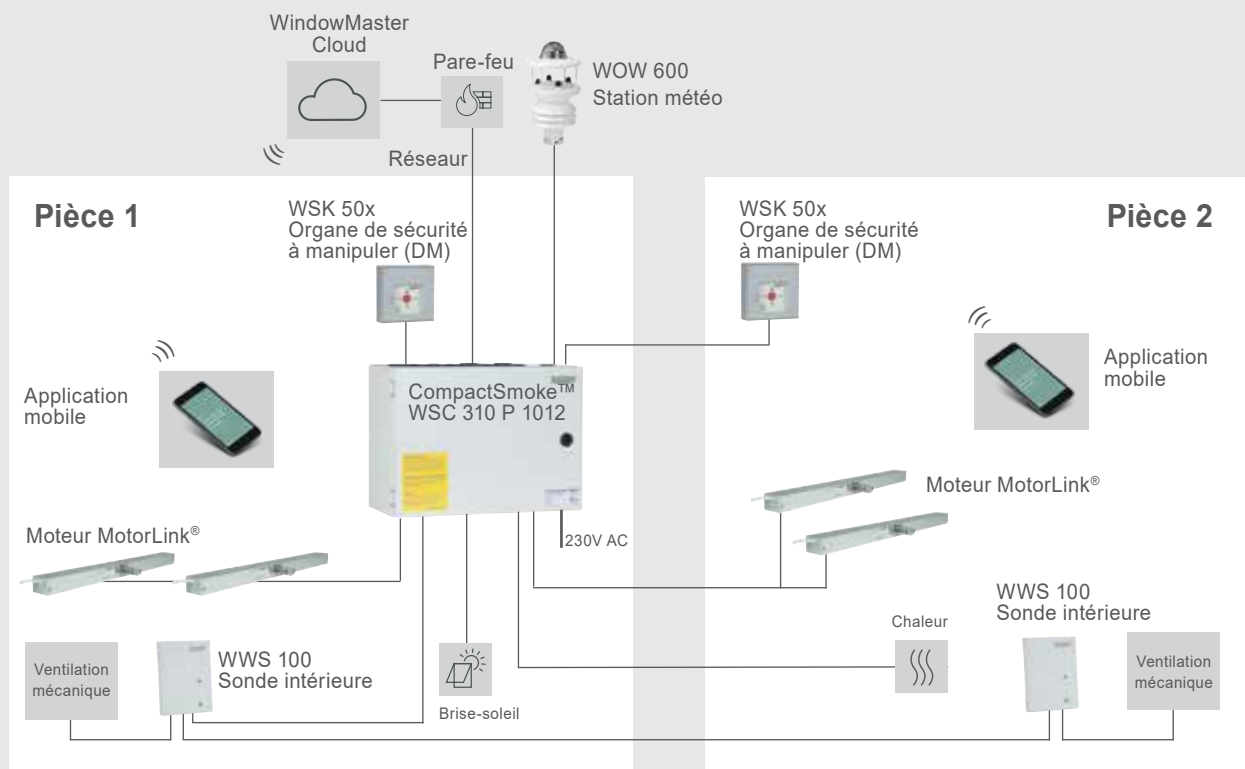 WindowMaster
Cloud
Pare-feu
WOW 600
Station météo
Réseaur
Pièce 1
WSK 50x
Organe de sécurité
à manipuler (DM)
WSK 50x
Organe de sécurité
à manipuler (DM)
Pièce 2
Application
mobile
CompactSmoke™
WSC 310 P 1012
Application
mobile
Moteur MotorLink®
230V AC
Moteur MotorLink®
Ventilation
mécanique
WWS 100
Sonde intérieure
Brise-soleil
Chaleur
WWS 100
Sonde intérieure
Ventilation
mécanique